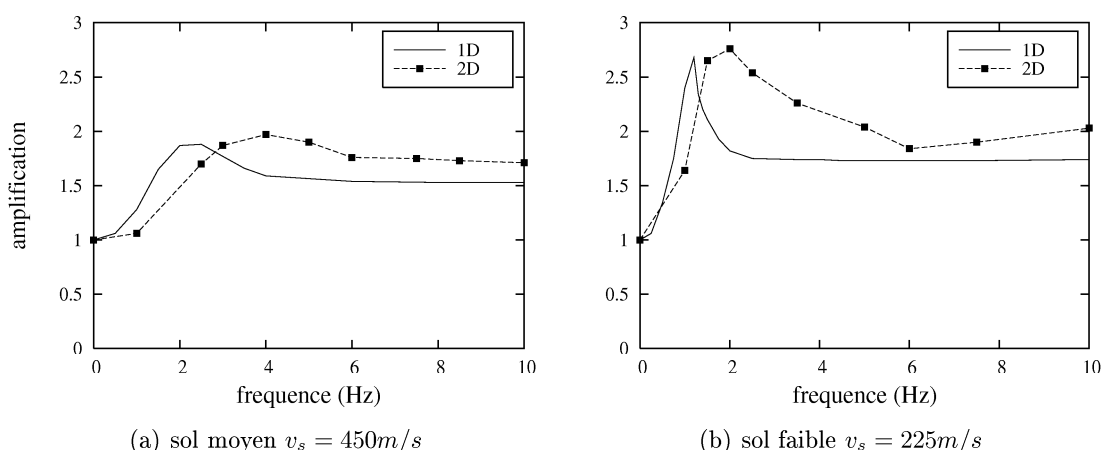 3
2.5
2
1.5
1
0.5
0
amplification
0 2 4 6 8 10
frequence (Hz)
1D
2D
(a) sol moyen v_s = 450m/s
3
2.5
2
1.5
1
0.5
0
0 2 4 6 8 10
frequence (Hz)
1D
2D
(b) sol faible v_s = 225m/s